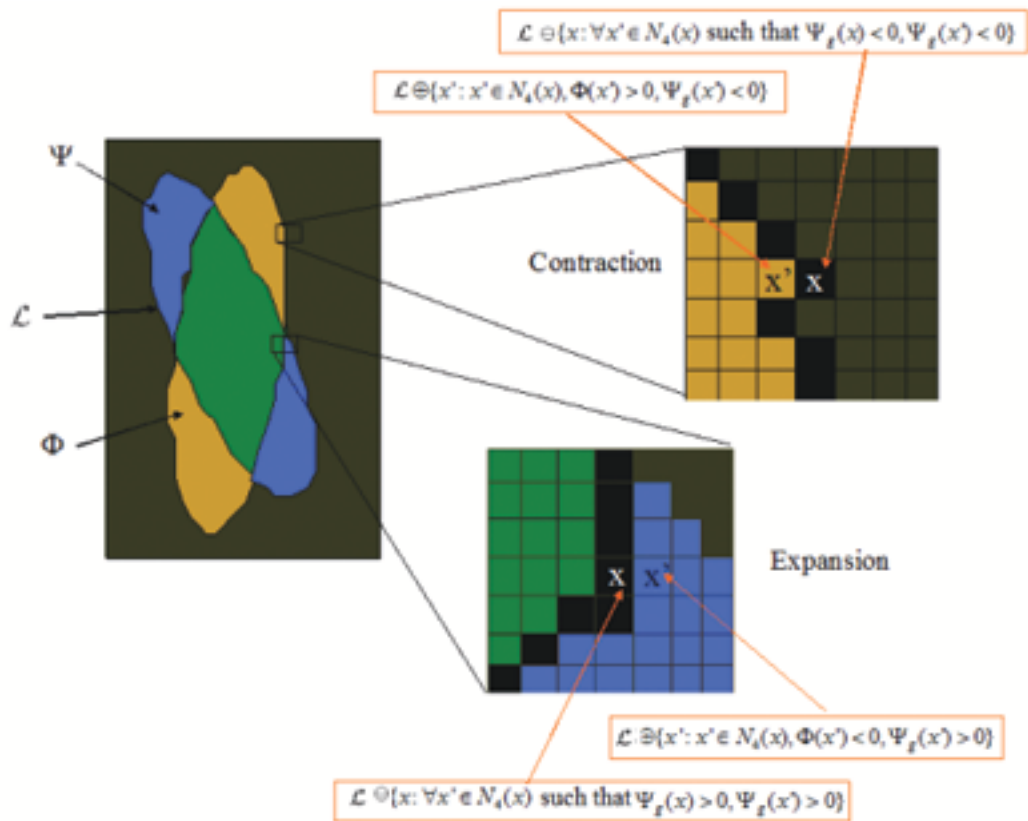 ℒ ⊖{x: ∀x' ∈ N₄(x) such that Ψ_g(x) < 0, Ψ_g(x') < 0}
ℒ ⊕{x': x' ∈ N₄(x), Φ(x') > 0, Ψ_g(x') < 0}
Ψ
Contraction
x' x
ℒ
Φ
Expansion
x x'
ℒ ⊕{x': x' ∈ N₄(x), Φ(x') < 0, Ψ_g(x') > 0}
ℒ ⊖{x: ∀x' ∈ N₄(x) such that Ψ_g(x) > 0, Ψ_g(x') > 0}